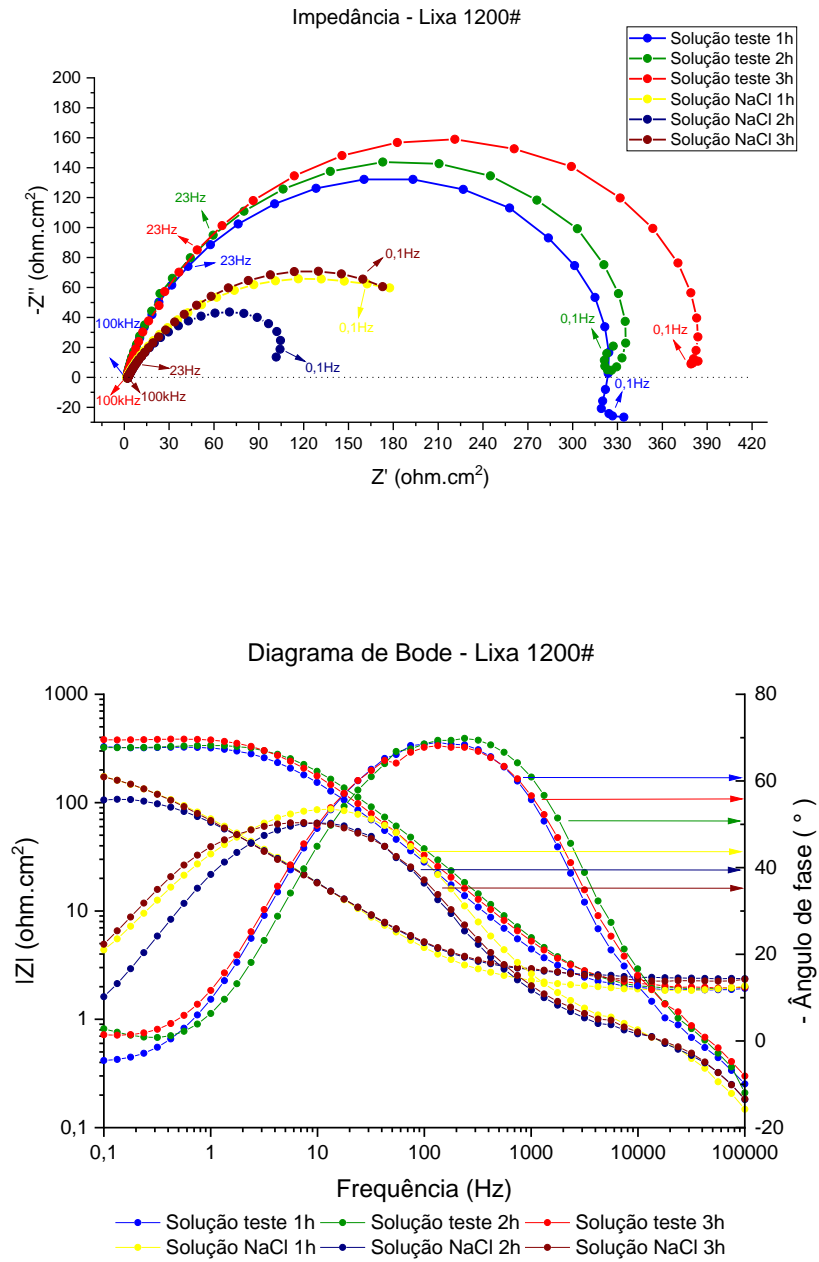 Impedância - Lixa 1200#
Solução teste 1h
Solução teste 2h
Solução teste 3h
Solução NaCl 1h
Solução NaCl 2h
Solução NaCl 3h
200
180
160
140
120
100
80
60
40
20
0
-20
-Z'' (ohm.cm²)
23Hz
23Hz
23Hz
0,1Hz
0,1Hz
100kHz
0,1Hz
0,1Hz
23Hz
0,1Hz
0,1Hz
100kHz
100kHz
0 30 60 90 120 150 180 210 240 270 300 330 360 390 420
Z' (ohm.cm²)
Diagrama de Bode - Lixa 1200#
1000
100
10
1
0,1
|Z| (ohm.cm²)
80
60
40
20
0
-20
- Ângulo de fase ( ° )
0,1 1 10 100 1000 10000 100000
Frequência (Hz)
Solução teste 1h Solução teste 2h Solução teste 3h
Solução NaCl 1h Solução NaCl 2h Solução NaCl 3h